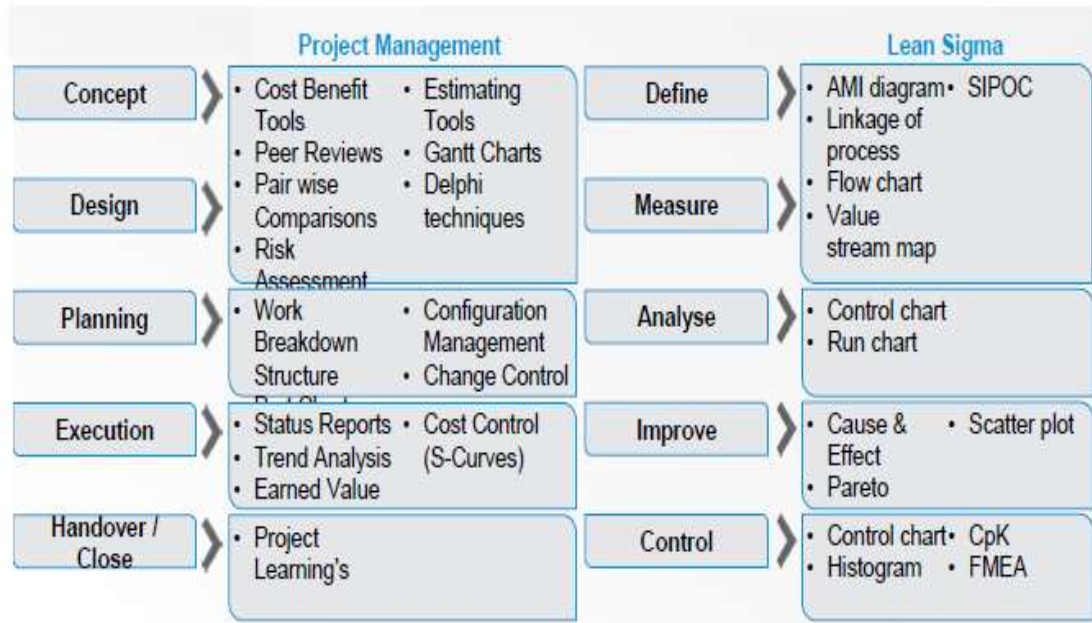 Project Management
Lean Sigma
Concept
Design
• Cost Benefit
Tools
• Peer Reviews
• Pair wise
Comparisons
• Risk
Assessment
• Estimating
Tools
• Gantt Charts
• Delphi
techniques
Define
Measure
• AMI diagram
• Linkage of
process
• Flow chart
• Value
stream map
• SIPOC
Planning
• Work
Breakdown
Structure
• Configuration
Management
• Change Control
Analyse
• Control chart
• Run chart
Execution
• Status Reports
• Trend Analysis
• Earned Value
• Cost Control
(S-Curves)
Improve
• Cause &
Effect
• Pareto
• Scatter plot
Handover /
Close
• Project
Learning's
Control
• Control chart
• Histogram
• CpK
• FMEA